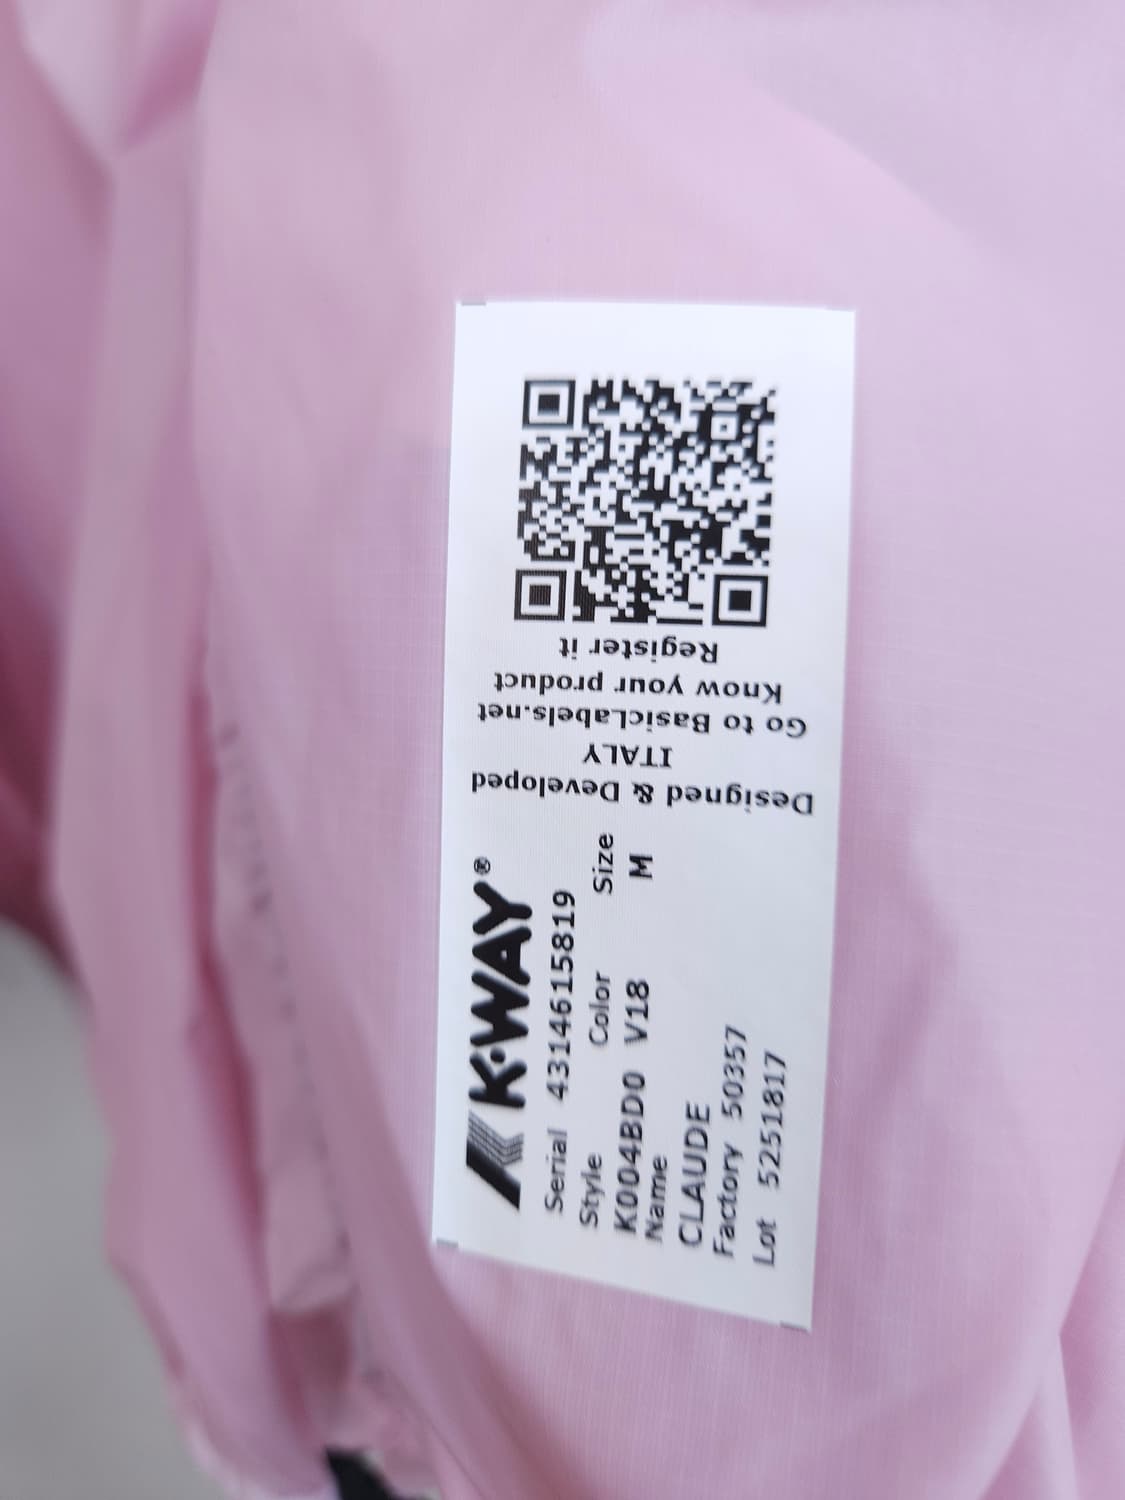 K·WAY®
Serial 4314615819
Style Color Size
K004BD0 V18 M
Name
CLAUDE
Factory 50357
Lot 5251817
Designed & Developed
ITALY
Go to BasicLabels.net
Know your product
Register it